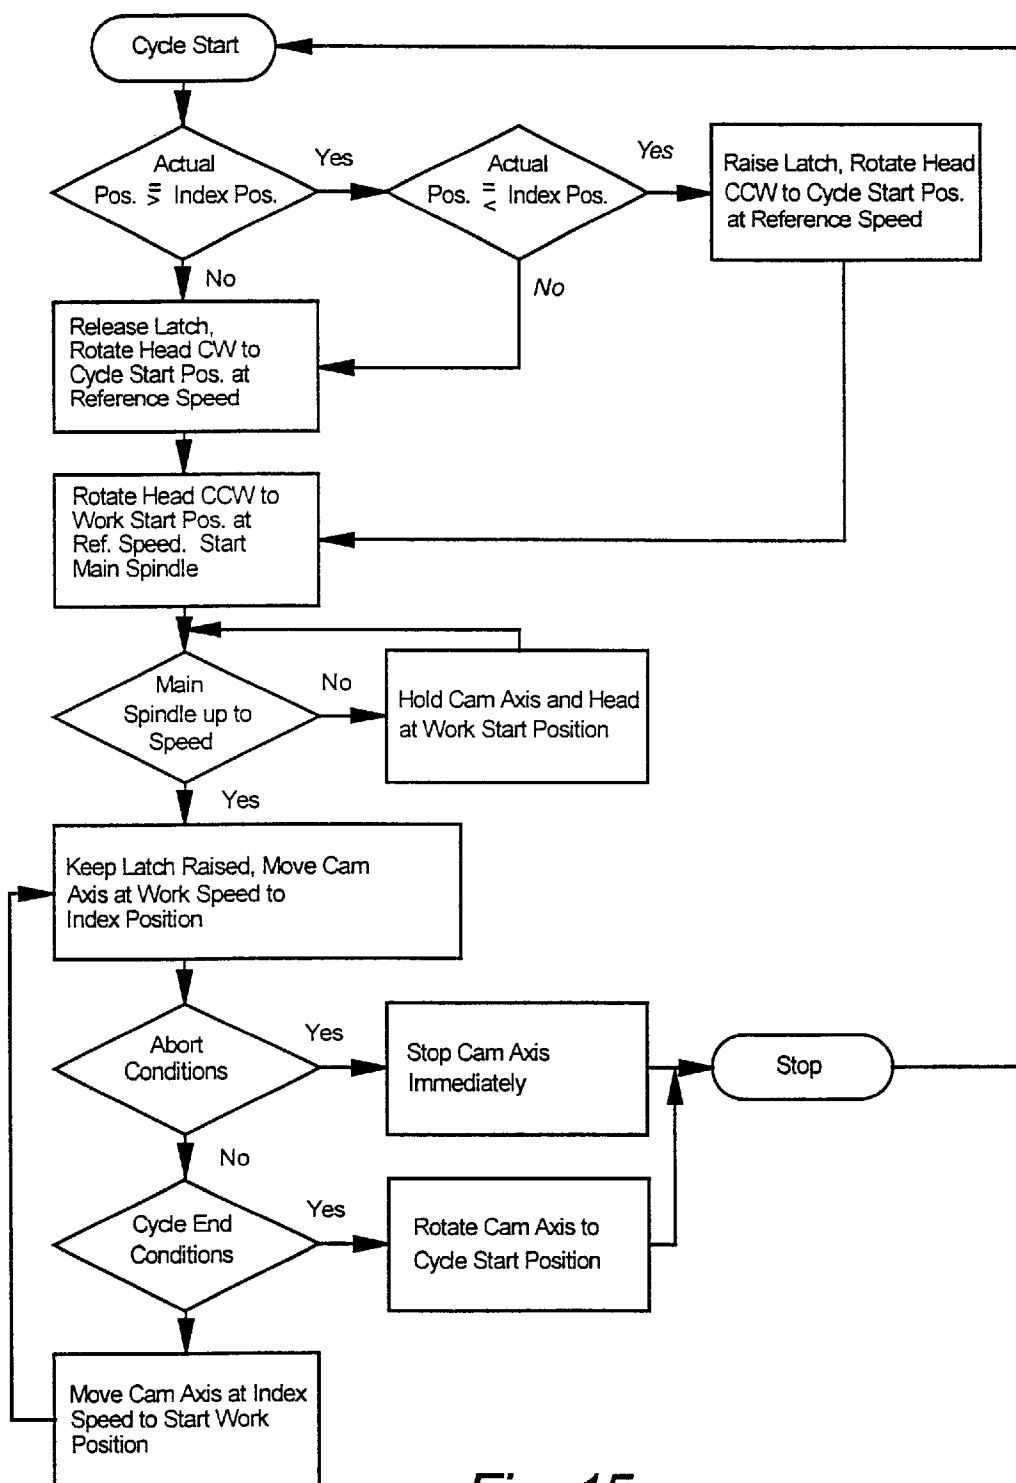 Cycle Start
Actual
Pos. ⩾ Index Pos.
Yes
Actual
Pos. ⩽ Index Pos.
Yes
Raise Latch, Rotate Head
CCW to Cycle Start Pos.
at Reference Speed
No
No
Release Latch,
Rotate Head CW to
Cycle Start Pos. at
Reference Speed
Rotate Head CCW to
Work Start Pos. at
Ref. Speed. Start
Main Spindle
Main
Spindle up to
Speed
No
Hold Cam Axis and Head
at Work Start Position
Yes
Keep Latch Raised, Move Cam
Axis at Work Speed to
Index Position
Abort
Conditions
Yes
Stop Cam Axis
Immediately
Stop
No
Cycle End
Conditions
Yes
Rotate Cam Axis to
Cycle Start Position
Move Cam Axis at Index
Speed to Start Work
Position
Fig. 15